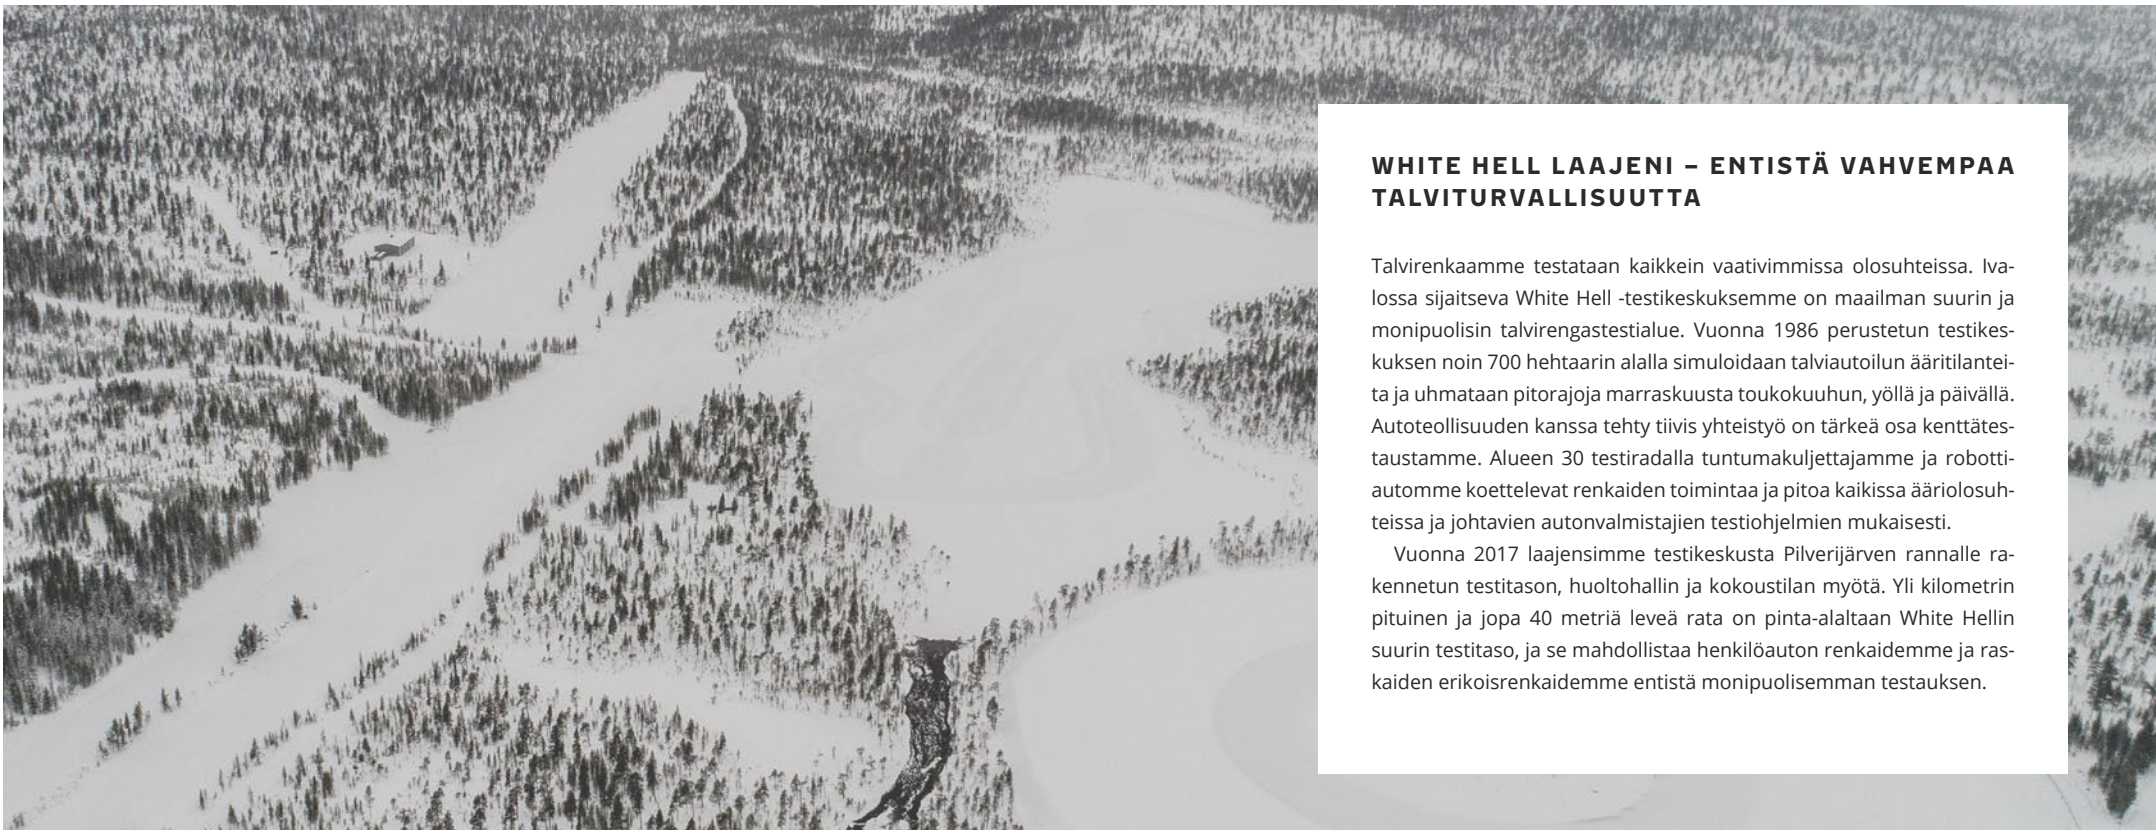 WHITE HELL LAAJENI – ENTISTÄ VAHVEMPAA
TALVITURVALLISUUTTA
Talvirenkaamme testataan kaikkein vaativimmissa olosuhteissa. Iva-
lossa sijaitseva White Hell -testikeskuksemme on maailman suurin ja
monipuolisin talvirengastestialue. Vuonna 1986 perustetun testikes-
kuksen noin 700 hehtaarin alalla simuloidaan talviautoilun ääritilantei-
ta ja uhmataan pitorajoja marraskuusta toukokuuhun, yöllä ja päivällä.
Autoteollisuuden kanssa tehty tiivis yhteistyö on tärkeä osa kenttätes-
taustamme. Alueen 30 testiradalla tuntumakuljettajamme ja robotti-
automme koettelevat renkaiden toimintaa ja pitoa kaikissa ääriolosuh-
teissa ja johtavien autonvalmistajien testiohjelmien mukaisesti.
Vuonna 2017 laajensimme testikeskusta Pilverijärven rannalle ra-
kennetun testitason, huoltohallin ja kokoustilan myötä. Yli kilometrin
pituinen ja jopa 40 metriä leveä rata on pinta-alaltaan White Hellin
suurin testitaso, ja se mahdollistaa henkilöauton renkaidemme ja ras-
kaiden erikoisrenkaidemme entistä monipuolisemman testauksen.